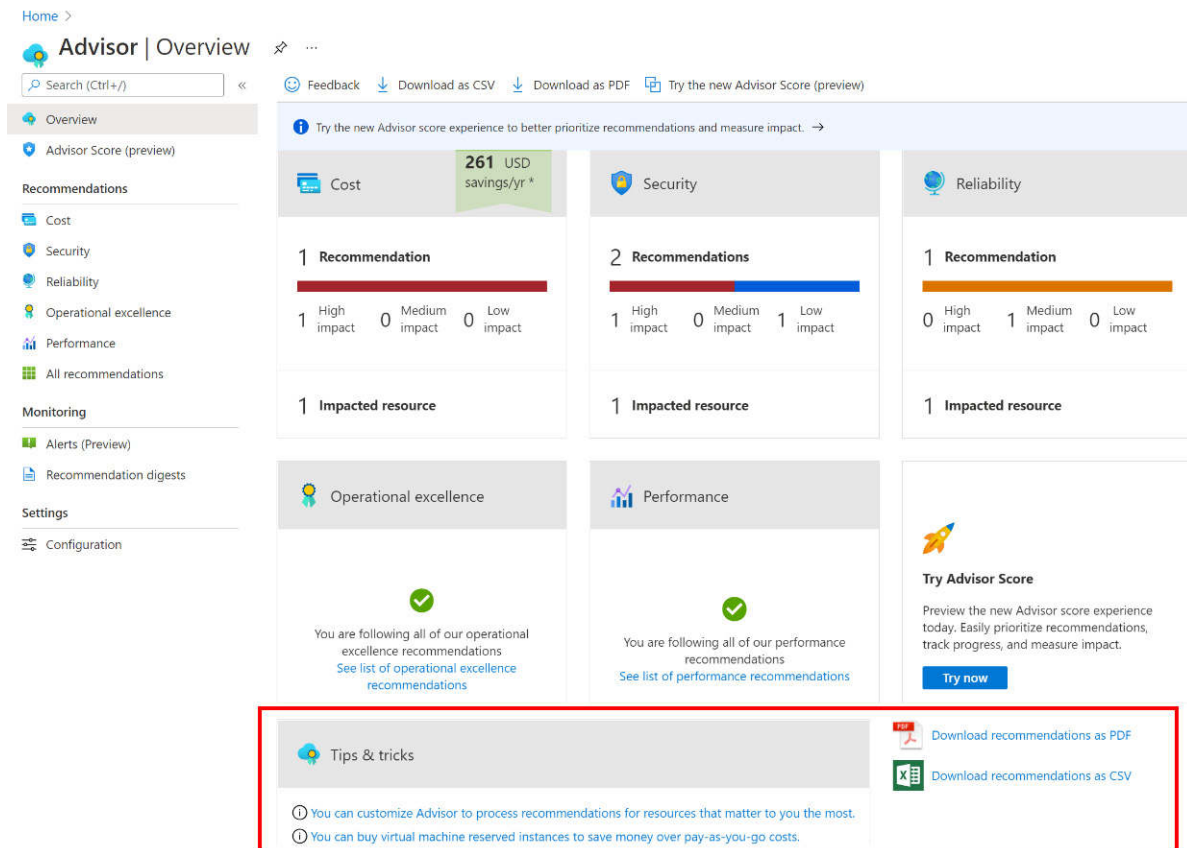 Home >
Advisor | Overview ...
Search (Ctrl+/) «
Overview
Advisor Score (preview)
Recommendations
Cost
Security
Reliability
Operational excellence
Performance
All recommendations
Monitoring
Alerts (Preview)
Recommendation digests
Settings
Configuration
Feedback Download as CSV Download as PDF Try the new Advisor Score (preview)
Try the new Advisor score experience to better prioritize recommendations and measure impact. →
Cost
261 USD
savings/yr *
1 Recommendation
1 High impact 0 Medium impact 0 Low impact
1 Impacted resource
Security
2 Recommendations
1 High impact 0 Medium impact 1 Low impact
1 Impacted resource
Reliability
1 Recommendation
0 High impact 1 Medium impact 0 Low impact
1 Impacted resource
Operational excellence
You are following all of our operational
excellence recommendations
See list of operational excellence
recommendations
Performance
You are following all of our performance
recommendations
See list of performance recommendations
Try Advisor Score
Preview the new Advisor score experience
today. Easily prioritize recommendations,
track progress, and measure impact.
Try now
Tips & tricks
You can customize Advisor to process recommendations for resources that matter to you the most.
You can buy virtual machine reserved instances to save money over pay-as-you-go costs.
PDF
Download recommendations as PDF
Download recommendations as CSV